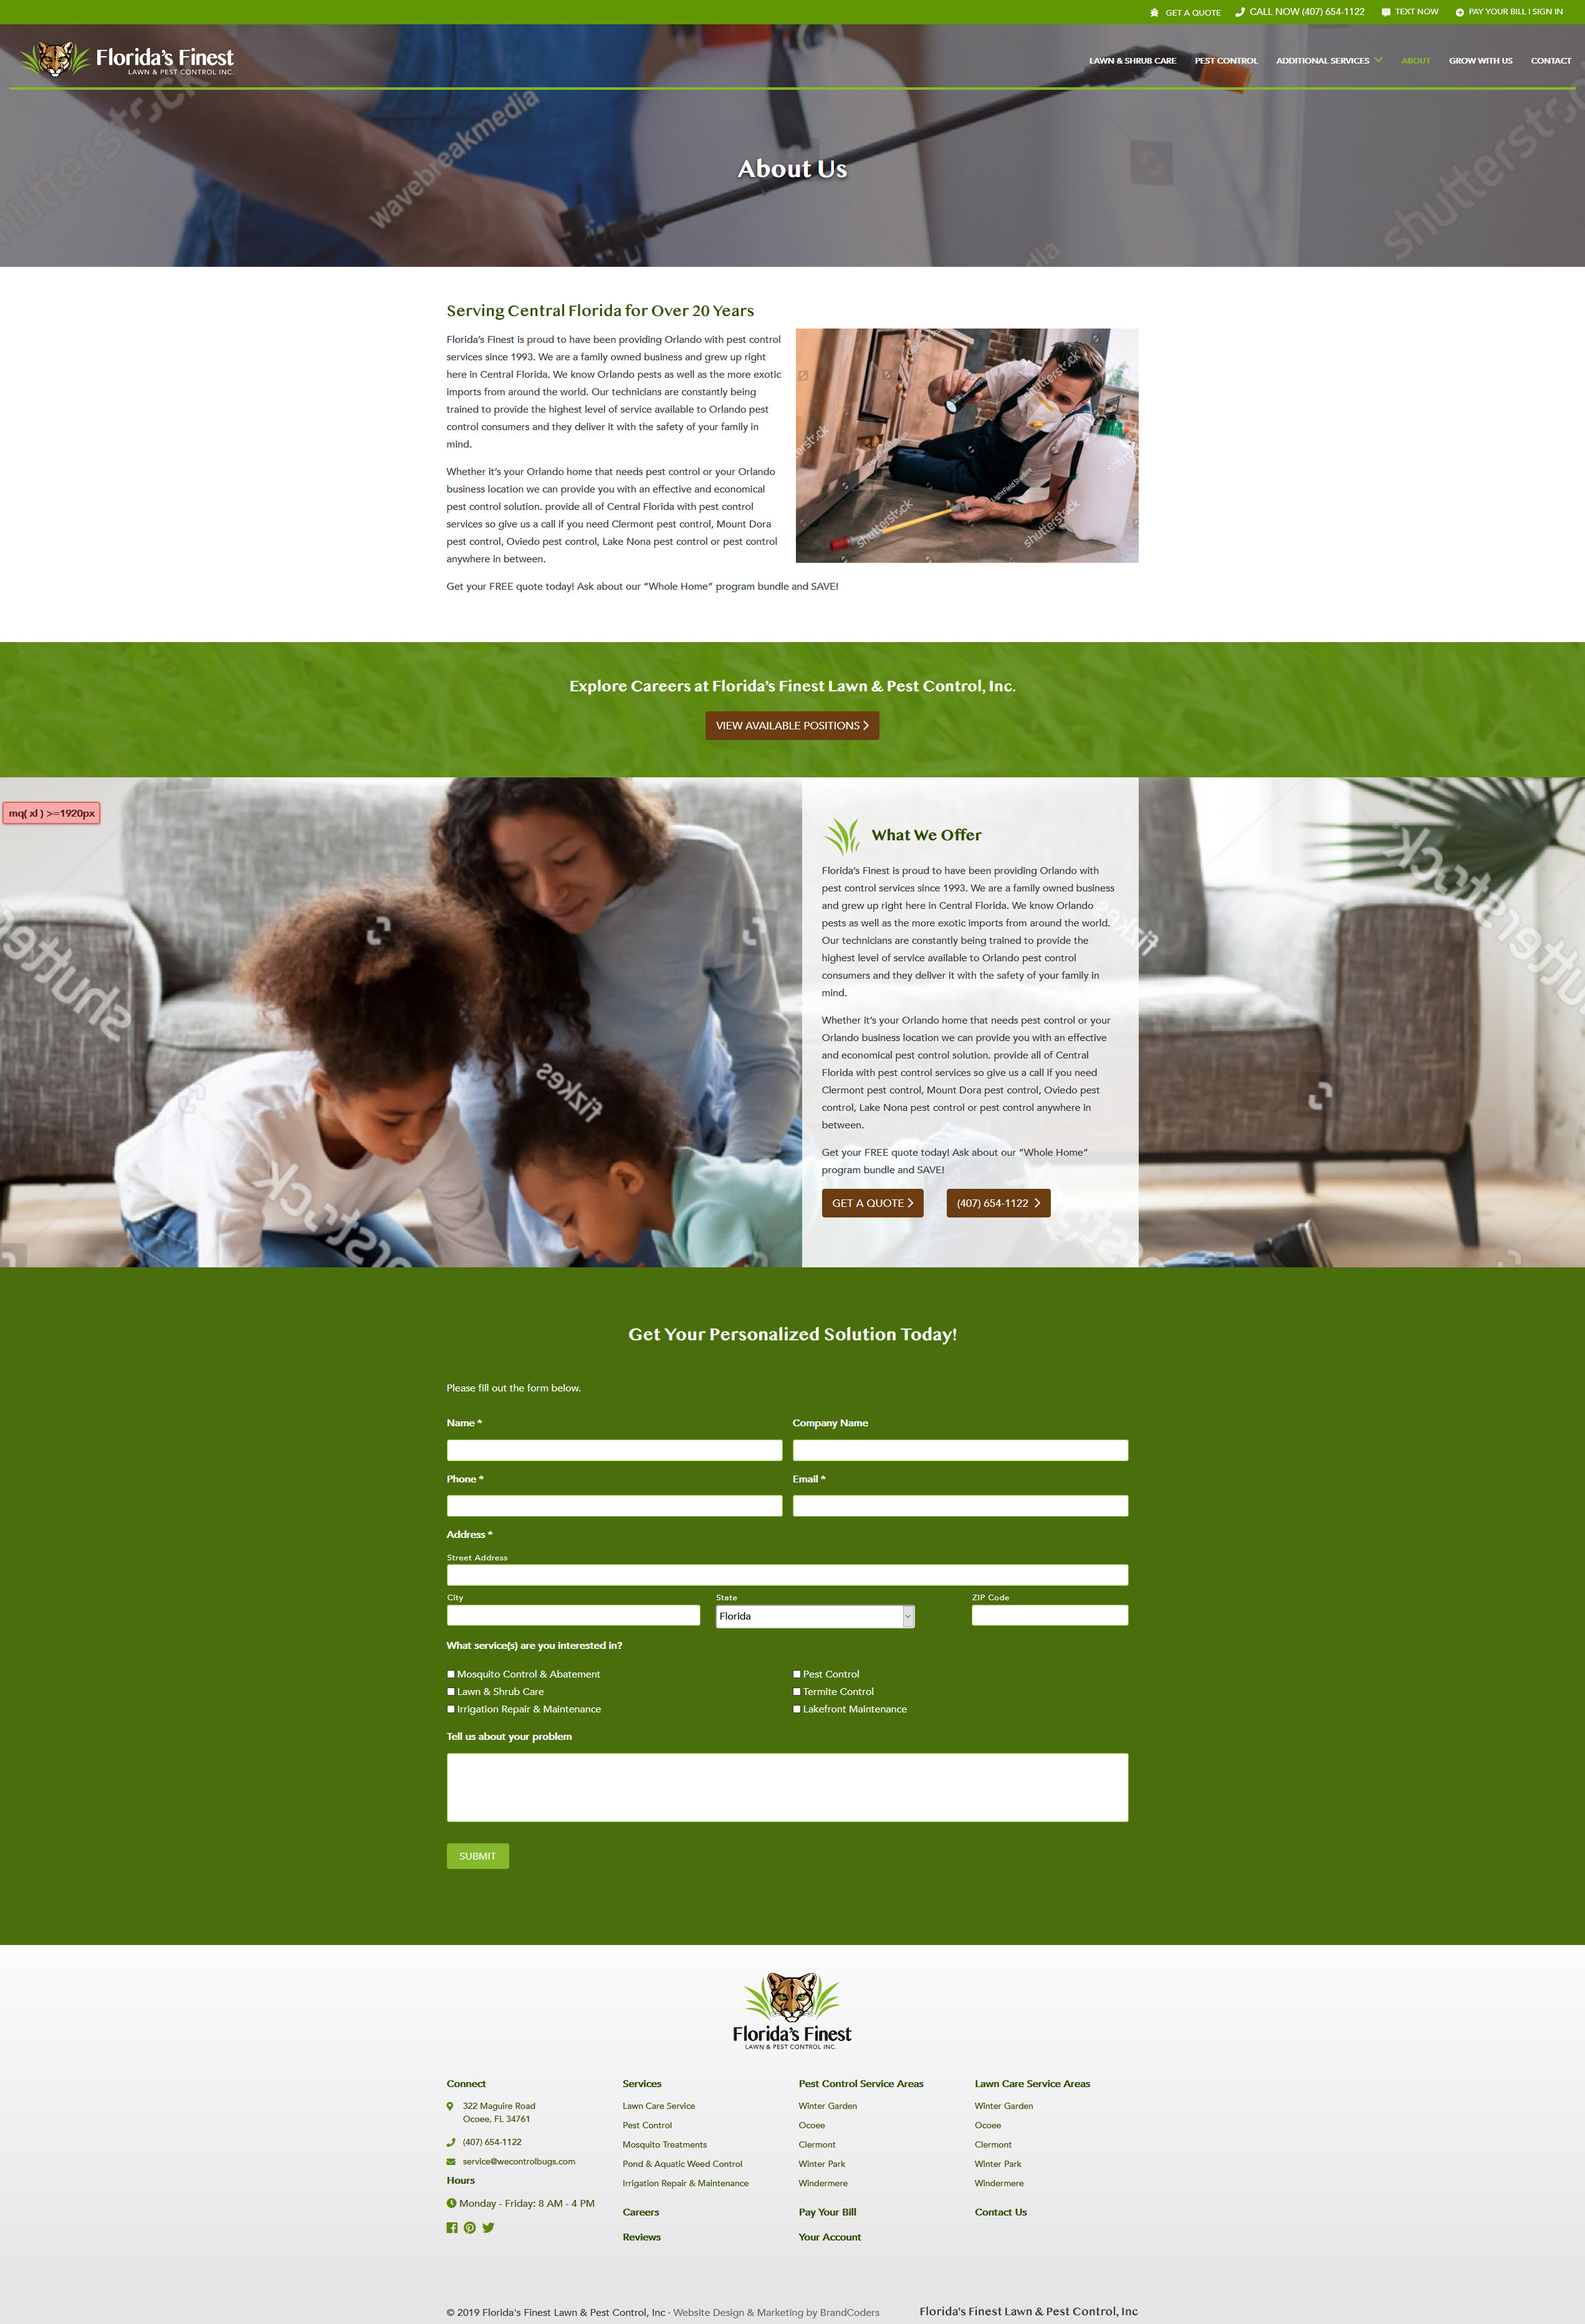 GET A QUOTE CALL NOW (407) 654-1122 TEXT NOW PAY YOUR BILL | SIGN IN
Florida's Finest
LAWN & PEST CONTROL INC.
LAWN & SHRUB CARE PEST CONTROL ADDITIONAL SERVICES ABOUT GROW WITH US CONTACT
shutterstock
wavebreakmedia
shutterstock
About Us
Serving Central Florida for Over 20 Years
Florida's Finest is proud to have been providing Orlando with pest control
services since 1993. We are a family owned business and grew up right
here in Central Florida. We know Orlando pests as well as the more exotic
imports from around the world. Our technicians are constantly being
trained to provide the highest level of service available to Orlando pest
control consumers and they deliver it with the safety of your family in
mind.
Whether it's your Orlando home that needs pest control or your Orlando
business location we can provide you with an effective and economical
pest control solution. provide all of Central Florida with pest control
services so give us a call if you need Clermont pest control, Mount Dora
pest control, Oviedo pest control, Lake Nona pest control or pest control
anywhere in between.
shutterstock
LightField Studios
shutterstock
shutterstock
Get your FREE quote today! Ask about our "Whole Home" program bundle and SAVE!
Explore Careers at Florida's Finest Lawn & Pest Control, Inc.
VIEW AVAILABLE POSITIONS
mq( xl ) >=1920px
What We Offer
Florida's Finest is proud to have been providing Orlando with
pest control services since 1993. We are a family owned business
and grew up right here in Central Florida. We know Orlando
pests as well as the more exotic imports from around the world.
Our technicians are constantly being trained to provide the
highest level of service available to Orlando pest control
consumers and they deliver it with the safety of your family in
mind.
Whether it's your Orlando home that needs pest control or your
Orlando business location we can provide you with an effective
and economical pest control solution. provide all of Central
Florida with pest control services so give us a call if you need
Clermont pest control, Mount Dora pest control, Oviedo pest
control, Lake Nona pest control or pest control anywhere in
between.
Get your FREE quote today! Ask about our "Whole Home"
program bundle and SAVE!
GET A QUOTE (407) 654-1122
fizkes
fizkes
Get Your Personalized Solution Today!
Please fill out the form below.
Name * Company Name
Phone * Email *
Address *
Street Address
City State ZIP Code
Florida
What service(s) are you interested in?
Mosquito Control & Abatement Pest Control
Lawn & Shrub Care Termite Control
Irrigation Repair & Maintenance Lakefront Maintenance
Tell us about your problem
SUBMIT
Florida's Finest
LAWN & PEST CONTROL INC.
Connect
322 Maguire Road
Ocoee, FL 34761
(407) 654-1122
service@wecontrolbugs.com
Hours
Monday - Friday: 8 AM - 4 PM
Services
Lawn Care Service
Pest Control
Mosquito Treatments
Pond & Aquatic Weed Control
Irrigation Repair & Maintenance
Careers
Reviews
Pest Control Service Areas
Winter Garden
Ocoee
Clermont
Winter Park
Windermere
Pay Your Bill
Your Account
Lawn Care Service Areas
Winter Garden
Ocoee
Clermont
Winter Park
Windermere
Contact Us
© 2019 Florida's Finest Lawn & Pest Control, Inc · Website Design & Marketing by BrandCoders Florida's Finest Lawn & Pest Control, Inc